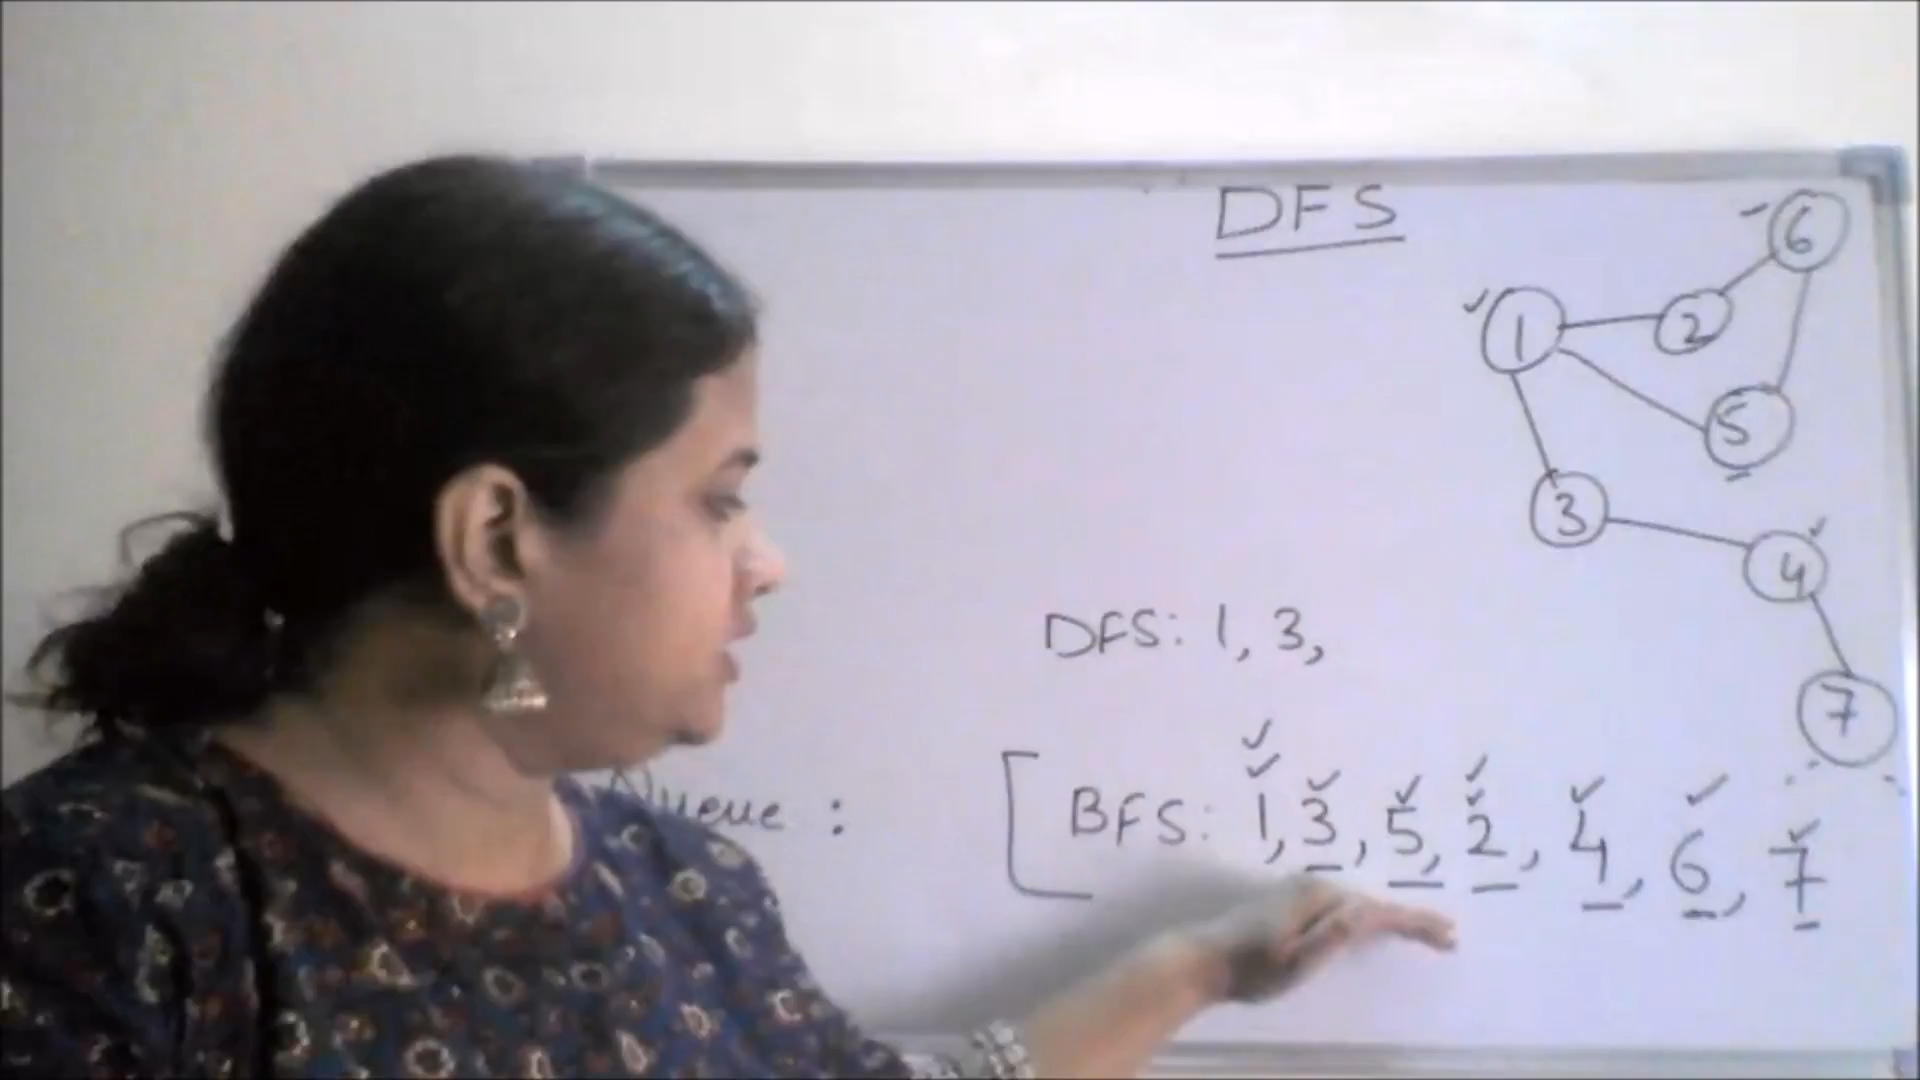 DFS
6
1
2
5
3
4
7
DFS: 1, 3,
Queue :
BFS: 1, 3, 5, 2, 4, 6, 7